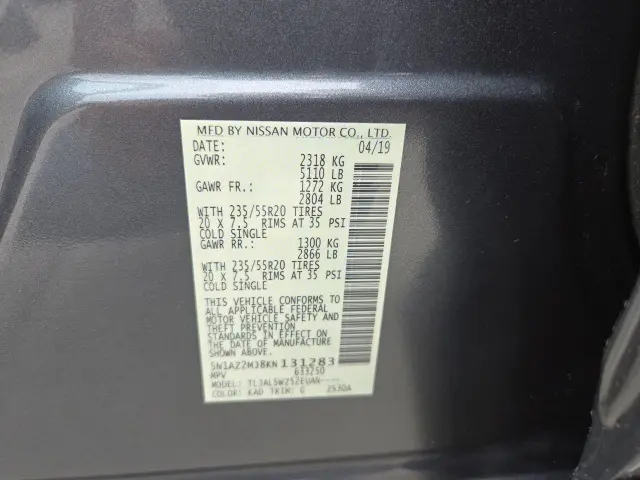 MFD BY NISSAN MOTOR CO., LTD.
DATE: 04/19
GVWR: 2318 KG
5110 LB
GAWR FR.: 1272 KG
2804 LB
WITH 235/55R20 TIRES
20 X 7.5 RIMS AT 35 PSI
COLD SINGLE
GAWR RR.: 1300 KG
2866 LB
WITH 235/55R20 TIRES
20 X 7.5 RIMS AT 35 PSI
COLD SINGLE
THIS VEHICLE CONFORMS TO
ALL APPLICABLE FEDERAL
MOTOR VEHICLE SAFETY AND
THEFT PREVENTION
STANDARDS IN EFFECT ON
THE DATE OF MANUFACTURE
SHOWN ABOVE.
131283
MPV 633250
MODEL:
COLOR: KAD TRIM: G 2530A